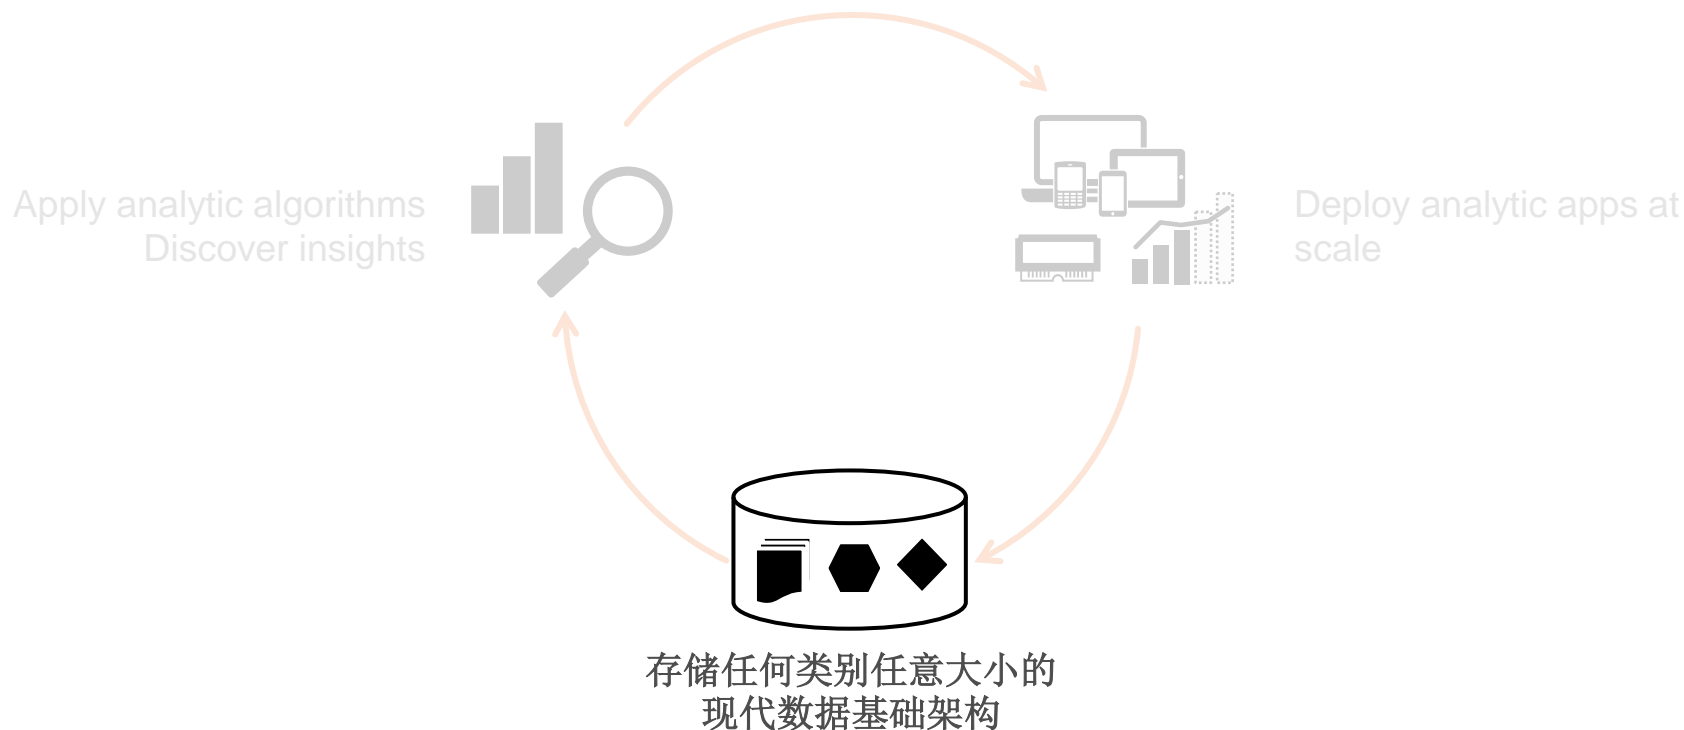 Apply analytic algorithms
Discover insights
Deploy analytic apps at
scale
存储任何类别任意大小的
现代数据基础架构